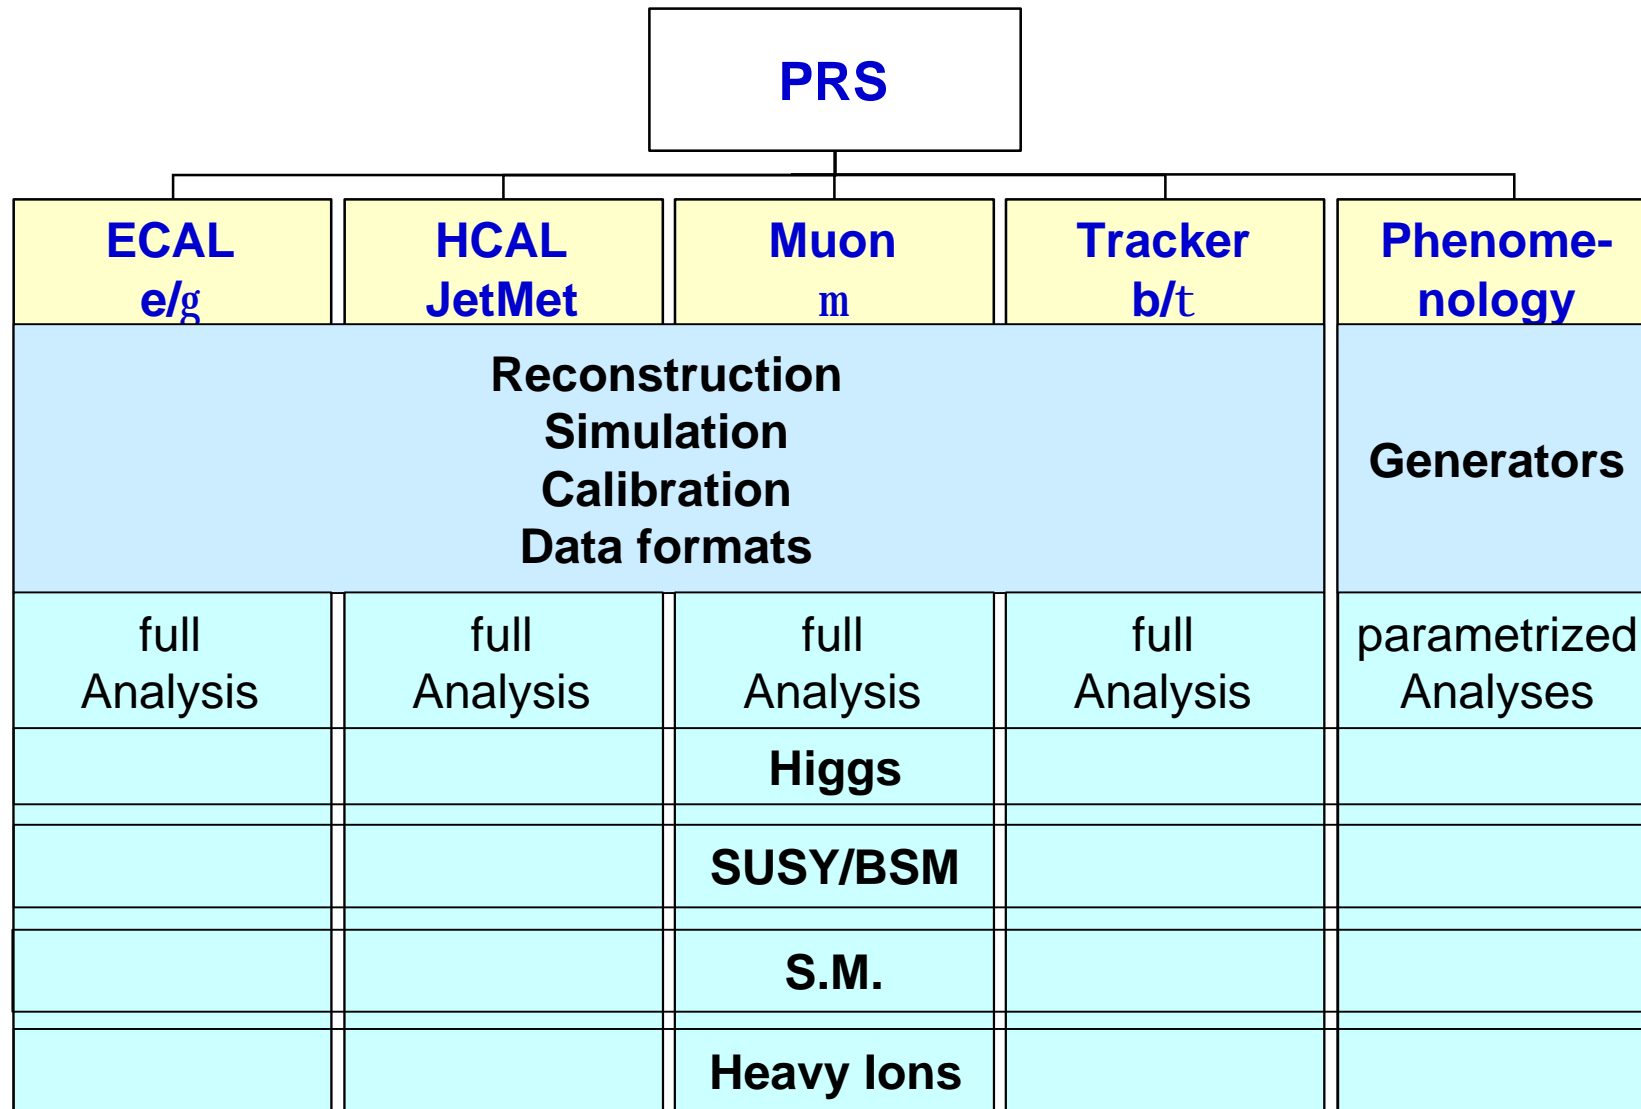 PRS
ECAL
e/g
HCAL
JetMet
Muon
m
Tracker
b/t
Phenome-
nology
Reconstruction
Simulation
Calibration
Data formats
Generators
full
Analysis
full
Analysis
full
Analysis
full
Analysis
parametrized
Analyses
Higgs
SUSY/BSM
S.M.
Heavy Ions